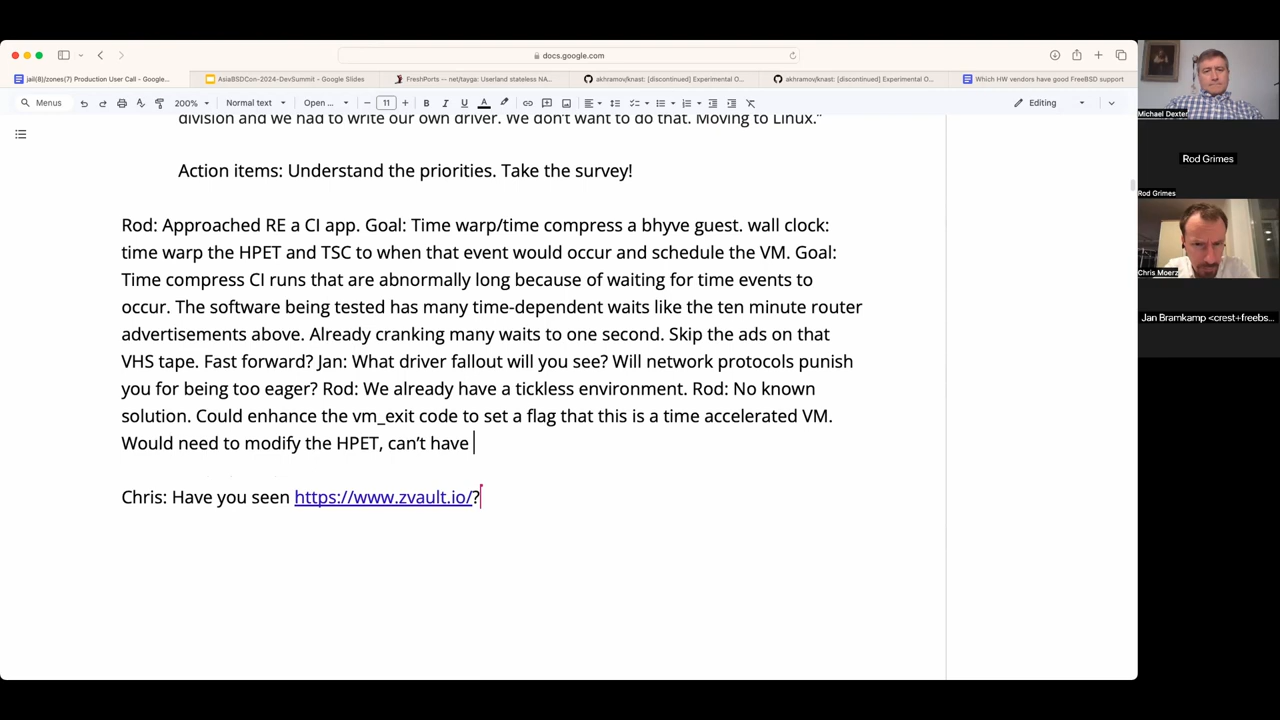 docs.google.com
jail(8)/zones(7) Production User Call - Google...
AsiaBSDCon-2024-DevSummit - Google Slides
FreshPorts -- net/tayga: Userland stateless NA...
akhramov/knast: [discontinued] Experimental O...
akhramov/knast: [discontinued] Experimental O...
Which HW vendors have good FreeBSD support
Menus
200%
Normal text
Open ...
11
Editing
division and we had to write our own driver. We don't want to do that. Moving to Linux."
Action items: Understand the priorities. Take the survey!
Rod: Approached RE a CI app. Goal: Time warp/time compress a bhyve guest. wall clock:
time warp the HPET and TSC to when that event would occur and schedule the VM. Goal:
Time compress CI runs that are abnormally long because of waiting for time events to
occur. The software being tested has many time-dependent waits like the ten minute router
advertisements above. Already cranking many waits to one second. Skip the ads on that
VHS tape. Fast forward? Jan: What driver fallout will you see? Will network protocols punish
you for being too eager? Rod: We already have a tickless environment. Rod: No known
solution. Could enhance the vm_exit code to set a flag that this is a time accelerated VM.
Would need to modify the HPET, can't have
Chris: Have you seen https://www.zvault.io/?
Michael Dexter
Rod Grimes
Rod Grimes
Chris Moerz
Jan Bramkamp <crest+freebs...